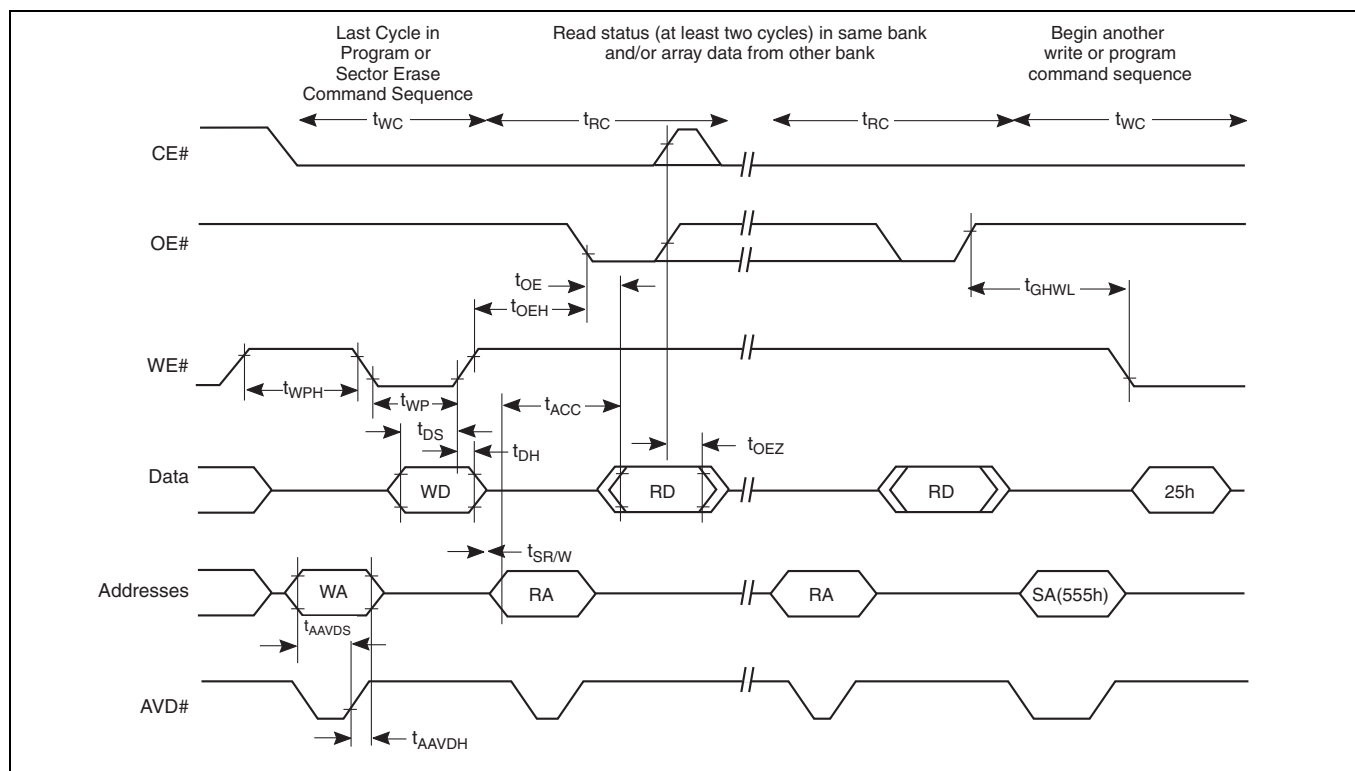 Last Cycle in
Program or
Sector Erase
Command Sequence
Read status (at least two cycles) in same bank
and/or array data from other bank
Begin another
write or program
command sequence
tWC
tRC
tRC
tWC
CE#
OE#
tOE
tOEH
tGHWL
WE#
tWPH
tWP
tACC
tDS
tDH
tOEZ
Data
WD
RD
RD
25h
tSR/W
Addresses
WA
RA
RA
SA(555h)
tAAVDS
AVD#
tAAVDH